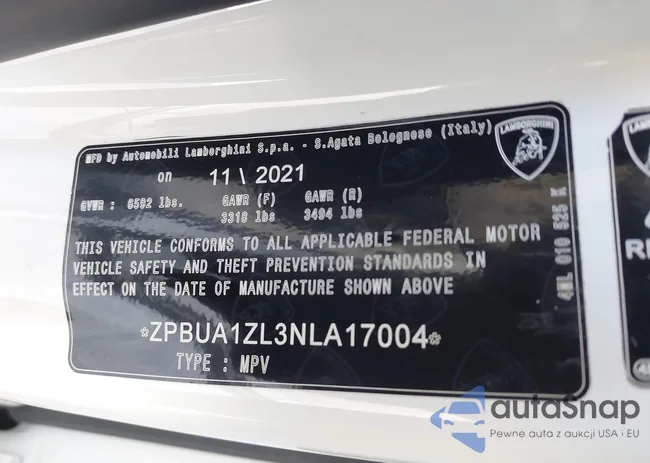 MFD by Automobili Lamborghini S.p.a. - S.Agata Bolognese (Italy)
on 11\2021
GVWR : 6592 lbs. GAWR (F) GAWR (R)
3318 lbs 3494 lbs
THIS VEHICLE CONFORMS TO ALL APPLICABLE FEDERAL MOTOR
VEHICLE SAFETY AND THEFT PREVENTION STANDARDS IN
EFFECT ON THE DATE OF MANUFACTURE SHOWN ABOVE
*ZPBUA1ZL3NLA17004*
TYPE : MPV
LAMBORGHINI
4ML 010 525 K
autoSnap
Pewne auta z aukcji USA i EU